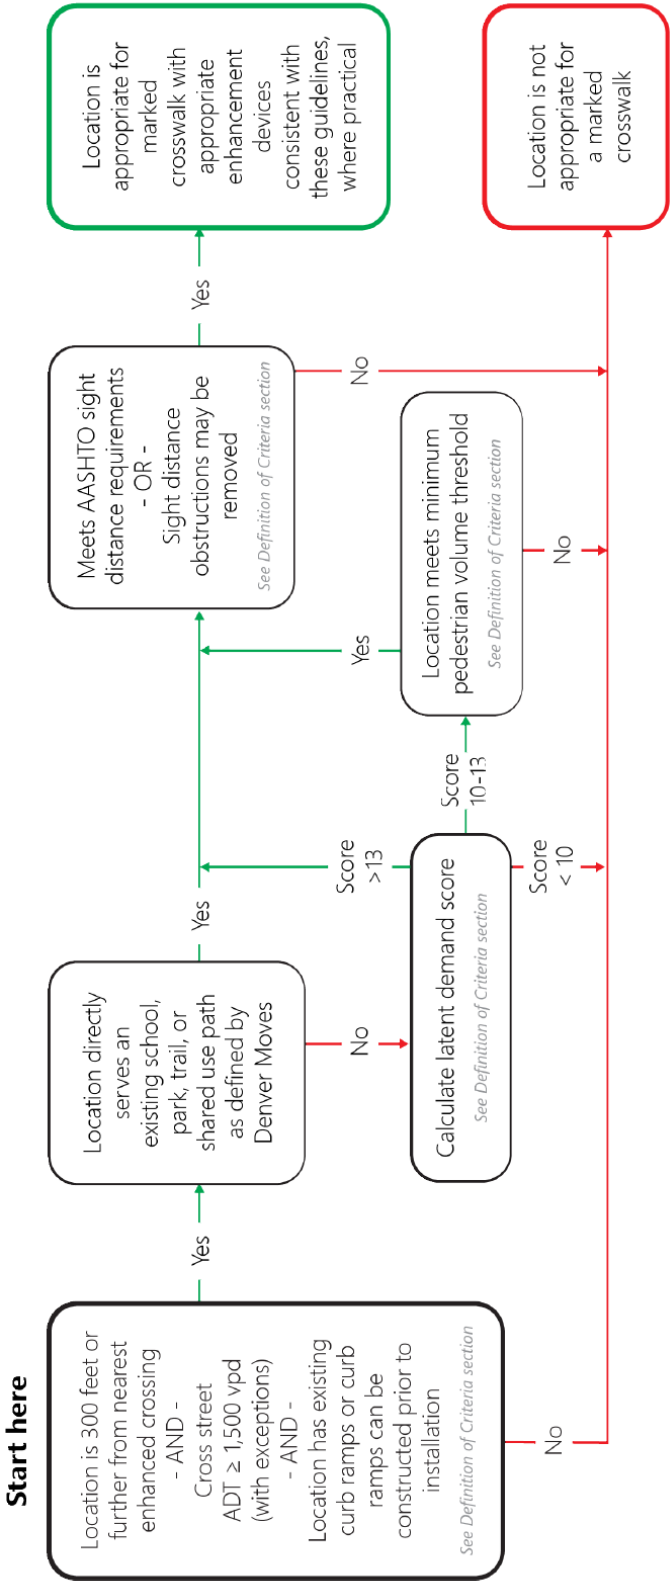 Start here
Location is 300 feet or
further from nearest
enhanced crossing
- AND -
Cross street
ADT ≥ 1,500 vpd
(with exceptions)
- AND -
Location has existing
curb ramps or curb
ramps can be
constructed prior to
installation
See Definition of Criteria section
Yes
No
Location directly
serves an
existing school,
park, trail, or
shared use path
as defined by
Denver Moves
Yes
No
Calculate latent demand score
See Definition of Criteria section
Score
>13
Score
10-13
Score
< 10
Location meets minimum
pedestrian volume threshold
See Definition of Criteria section
Yes
No
Meets AASHTO sight
distance requirements
- OR -
Sight distance
obstructions may be
removed
See Definition of Criteria section
Yes
No
Location is
appropriate for
marked
crosswalk with
appropriate
enhancement
devices
consistent with
these guidelines,
where practical
Location is not
appropriate for
a marked
crosswalk